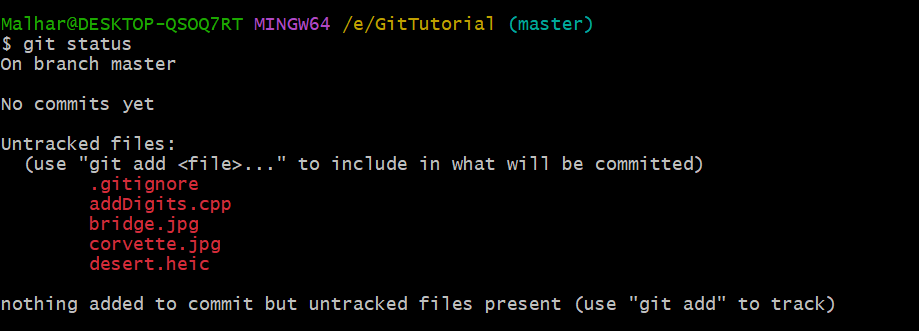 Malhar@DESKTOP-QSOQ7RT MINGW64 /e/GitTutorial (master)
$ git status
On branch master
No commits yet
Untracked files:
(use "git add <file>..." to include in what will be committed)
.gitignore
addDigits.cpp
bridge.jpg
corvette.jpg
desert.heic
nothing added to commit but untracked files present (use "git add" to track)